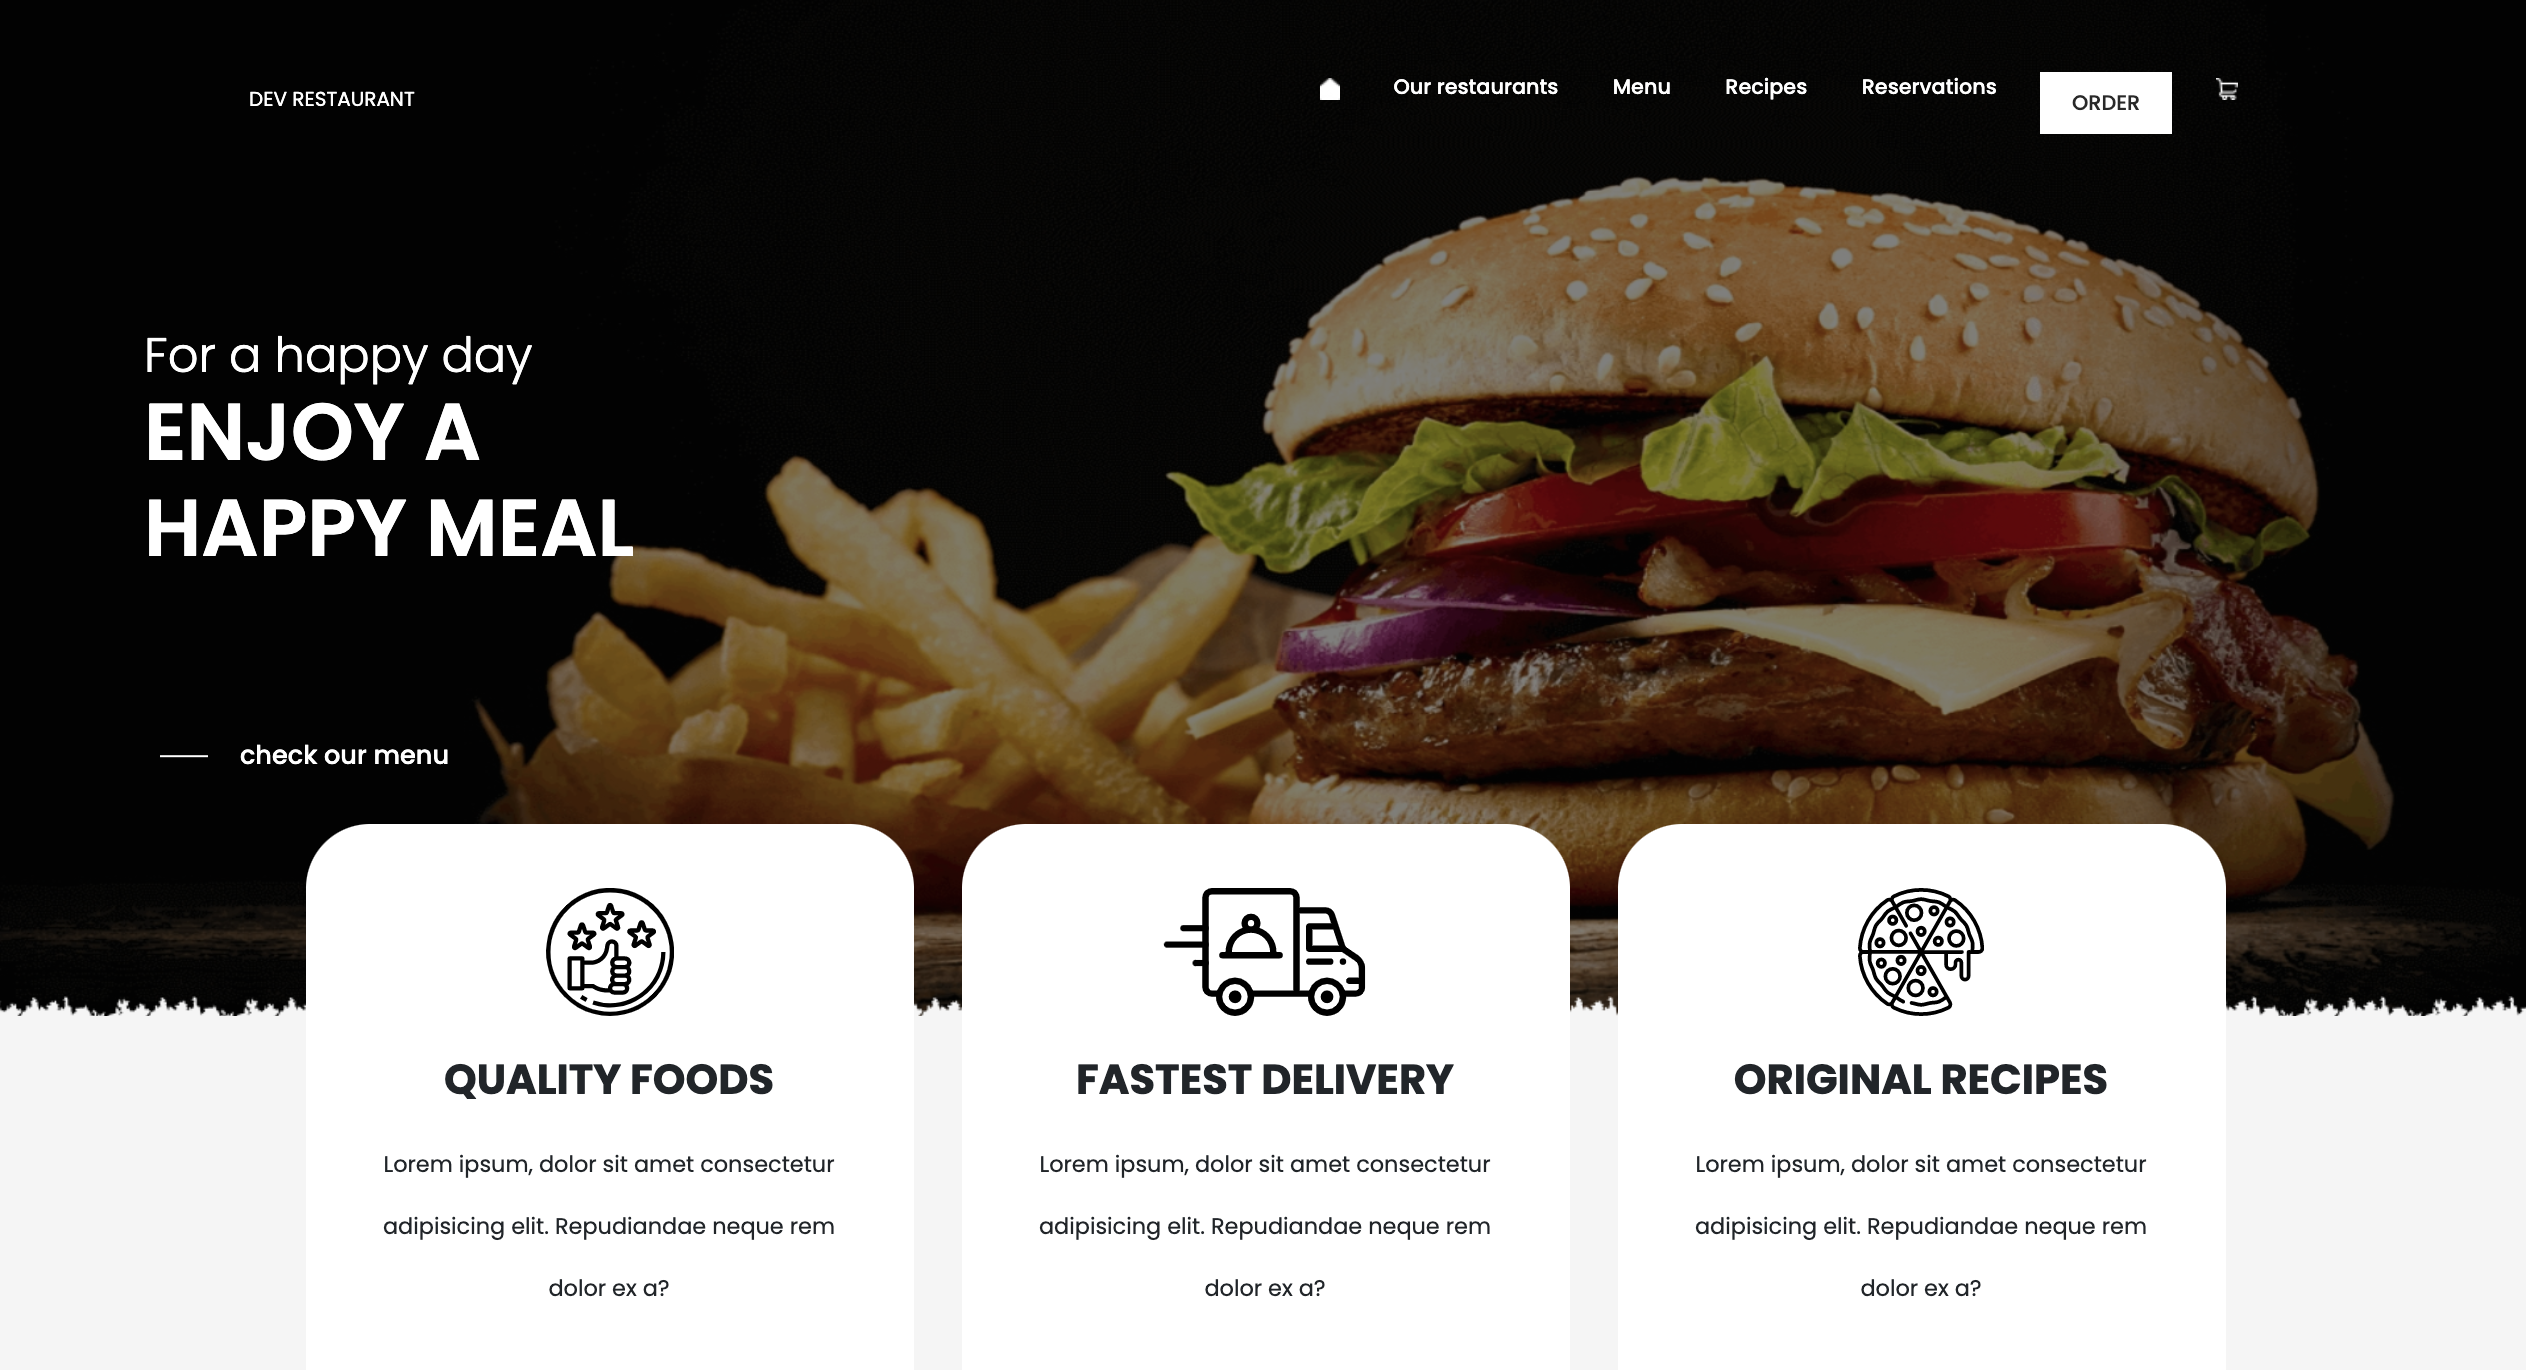 DEV RESTAURANT
Our restaurants Menu Recipes Reservations ORDER
For a happy day
ENJOY A
HAPPY MEAL
check our menu
QUALITY FOODS
Lorem ipsum, dolor sit amet consectetur
adipisicing elit. Repudiandae neque rem
dolor ex a?
FASTEST DELIVERY
Lorem ipsum, dolor sit amet consectetur
adipisicing elit. Repudiandae neque rem
dolor ex a?
ORIGINAL RECIPES
Lorem ipsum, dolor sit amet consectetur
adipisicing elit. Repudiandae neque rem
dolor ex a?